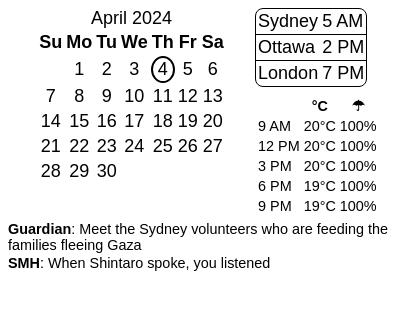 April 2024
Su Mo Tu We Th Fr Sa
1 2 3 4 5 6
7 8 9 10 11 12 13
14 15 16 17 18 19 20
21 22 23 24 25 26 27
28 29 30
Sydney 5 AM
Ottawa 2 PM
London 7 PM
°C ☂
9 AM 20°C 100%
12 PM 20°C 100%
3 PM 20°C 100%
6 PM 19°C 100%
9 PM 19°C 100%
Guardian: Meet the Sydney volunteers who are feeding the
families fleeing Gaza
SMH: When Shintaro spoke, you listened